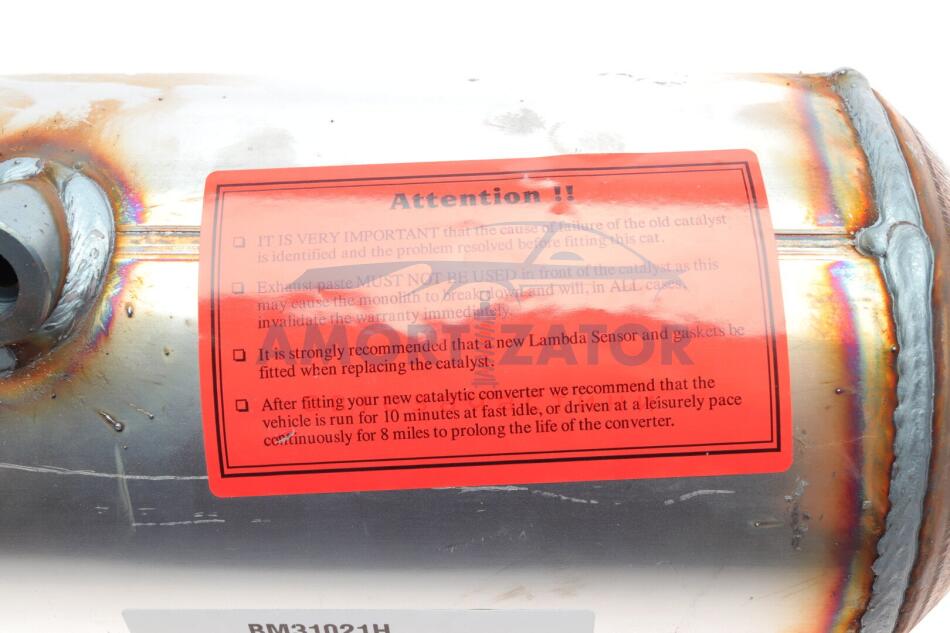 Attention !!
❑ IT IS VERY IMPORTANT that the cause of failure of the old catalyst
is identified and the problem resolved before fitting this cat.
❑ Exhaust paste MUST NOT BE USED in front of the catalyst as this
may cause the monolith to break down and will, in ALL cases,
invalidate the warranty immediately.
❑ It is strongly recommended that a new Lambda Sensor and gaskets be
fitted when replacing the catalyst.
❑ After fitting your new catalytic converter we recommend that the
vehicle is run for 10 minutes at fast idle, or driven at a leisurely pace
continuously for 8 miles to prolong the life of the converter.
AMORTIZATOR
BM31021H